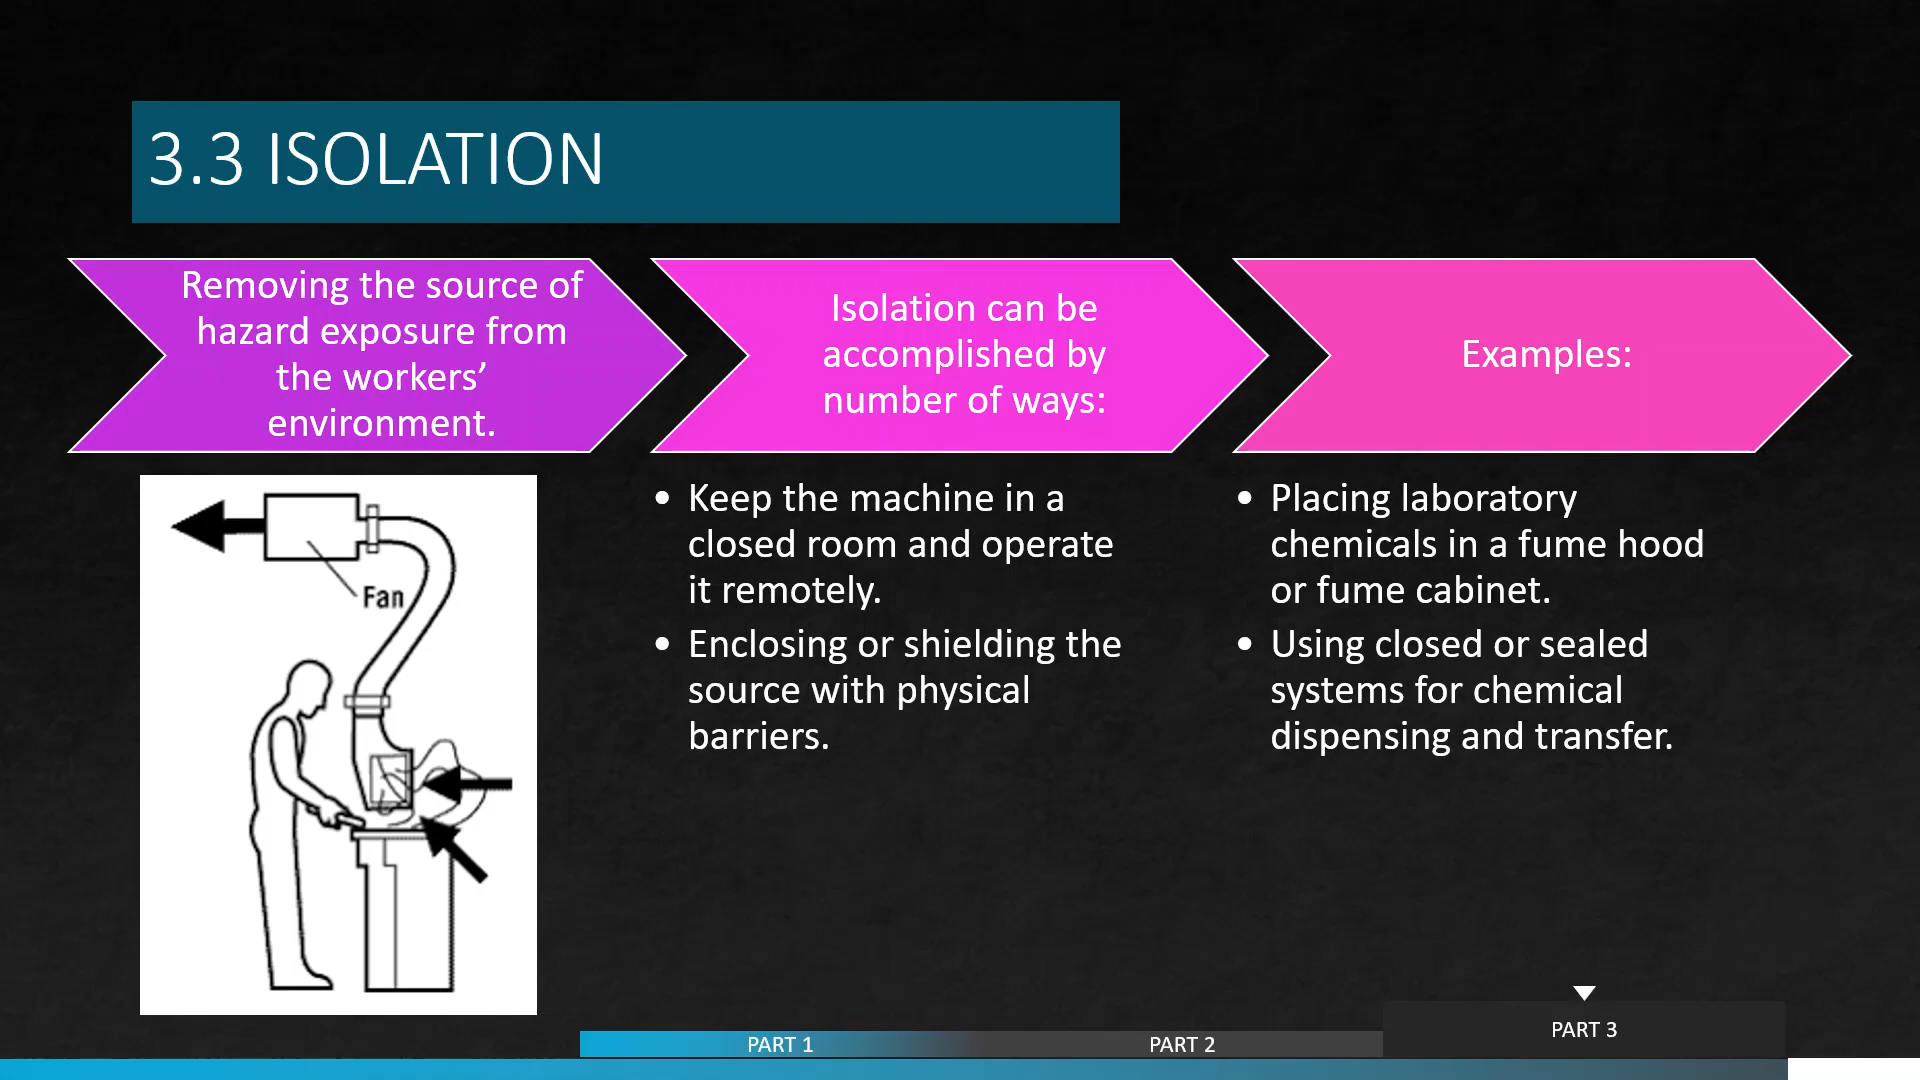 3.3 ISOLATION
Removing the source of
hazard exposure from
the workers’
environment.
Isolation can be
accomplished by
number of ways:
Examples:
Fan
• Keep the machine in a
closed room and operate
it remotely.
• Enclosing or shielding the
source with physical
barriers.
• Placing laboratory
chemicals in a fume hood
or fume cabinet.
• Using closed or sealed
systems for chemical
dispensing and transfer.
PART 1
PART 2
PART 3